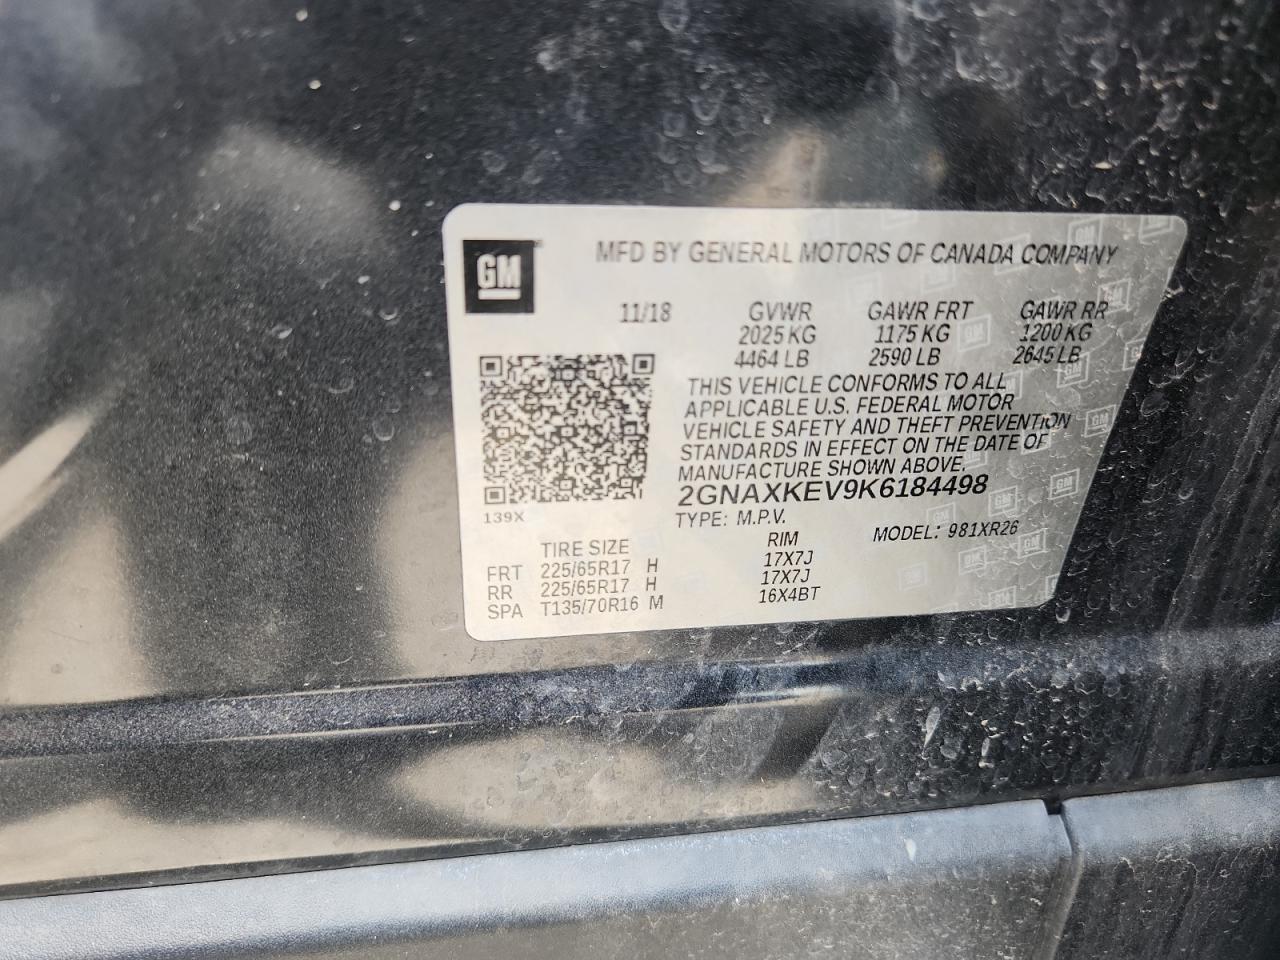 GM
MFD BY GENERAL MOTORS OF CANADA COMPANY
11/18 GVWR GAWR FRT GAWR RR
2025 KG 1175 KG 1200 KG
4464 LB 2590 LB 2645 LB
THIS VEHICLE CONFORMS TO ALL
APPLICABLE U.S. FEDERAL MOTOR
VEHICLE SAFETY AND THEFT PREVENTION
STANDARDS IN EFFECT ON THE DATE OF
MANUFACTURE SHOWN ABOVE.
2GNAXKEV9K6184498
139X
TYPE: M.P.V. MODEL: 981XR26
TIRE SIZE RIM
FRT 225/65R17 H 17X7J
RR 225/65R17 H 17X7J
SPA T135/70R16 M 16X4BT